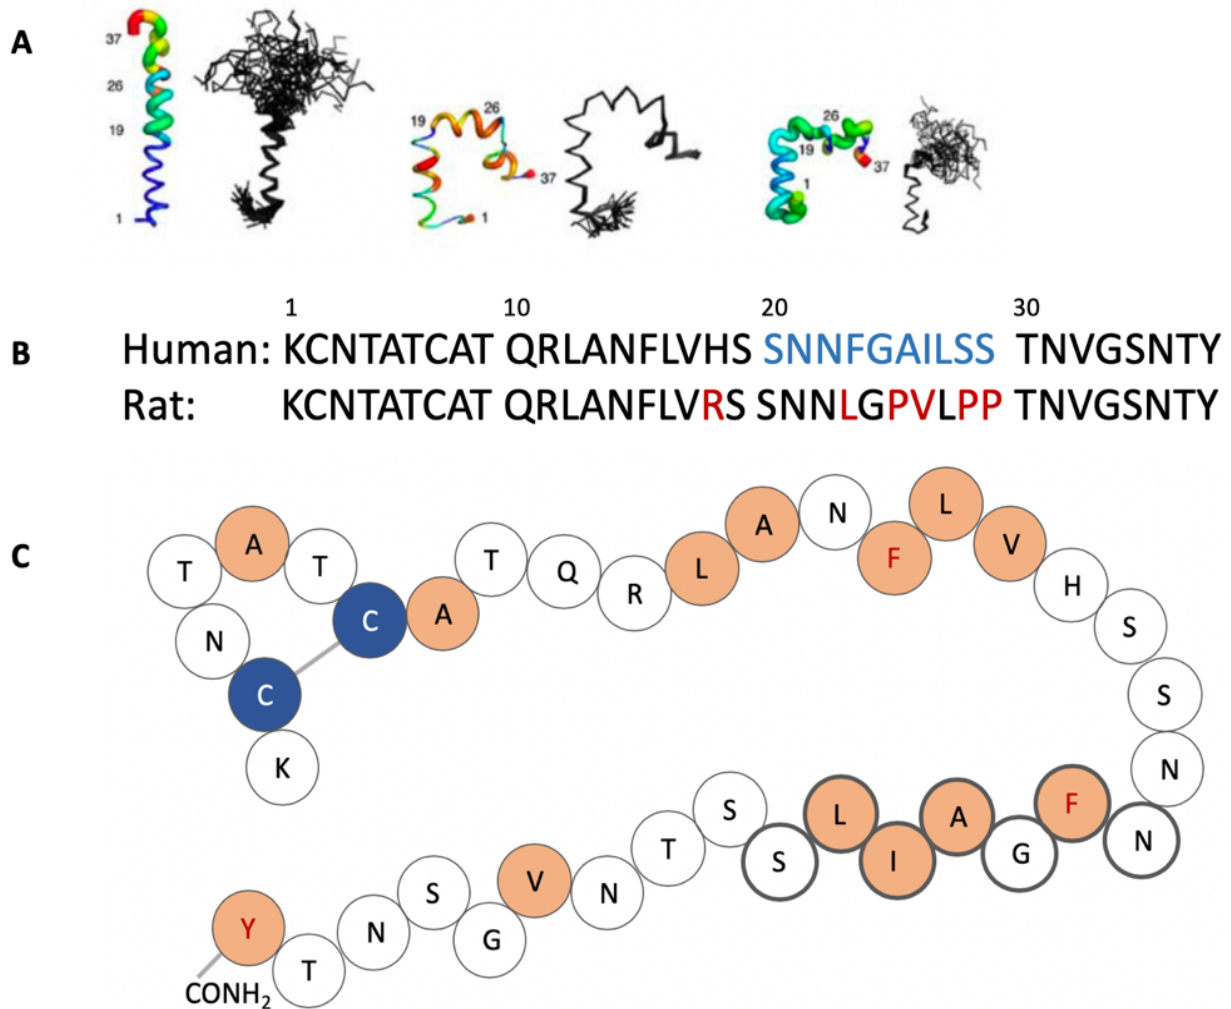 A
37
26
19
1
19
26
37
1
26
19
1
37
1 10 20 30
B
Human: KCNTATCAT QRLANFLVHS SNNFGAILSS TNVGSNTY
Rat: KCNTATCAT QRLANFLVRS SNNLGPVLPP TNVGSNTY
C
K
C
N
T
A
T
C
A
T
Q
R
L
A
N
F
L
V
H
S
S
N
N
F
G
A
I
L
S
S
T
N
V
G
S
N
T
Y
CONH₂